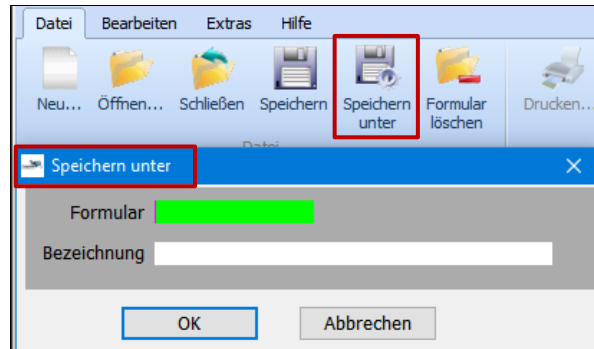 Datei Bearbeiten Extras Hilfe
Neu... Öffnen... Schließen Speichern Speichern unter Formular löschen Drucken...
Datei
Speichern unter
Formular
Bezeichnung
OK Abbrechen